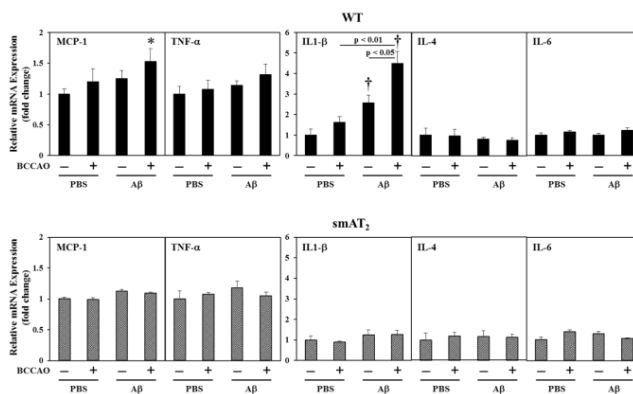 WT
MCP-1 * TNF-α IL1-β p < 0.01 † IL-4 IL-6
p < 0.05
†
Relative mRNA Expression
(fold change)
2
1.5
1
0.5
0
6
5
4
3
2
1
0
BCCAO − + − + − + − + − + − + − + − + − + − +
PBS Aβ PBS Aβ PBS Aβ PBS Aβ PBS Aβ
smAT₂
MCP-1 TNF-α IL1-β IL-4 IL-6
Relative mRNA Expression
(fold change)
2
1.5
1
0.5
0
6
5
4
3
2
1
0
BCCAO − + − + − + − + − + − + − + − + − + − +
PBS Aβ PBS Aβ PBS Aβ PBS Aβ PBS Aβ